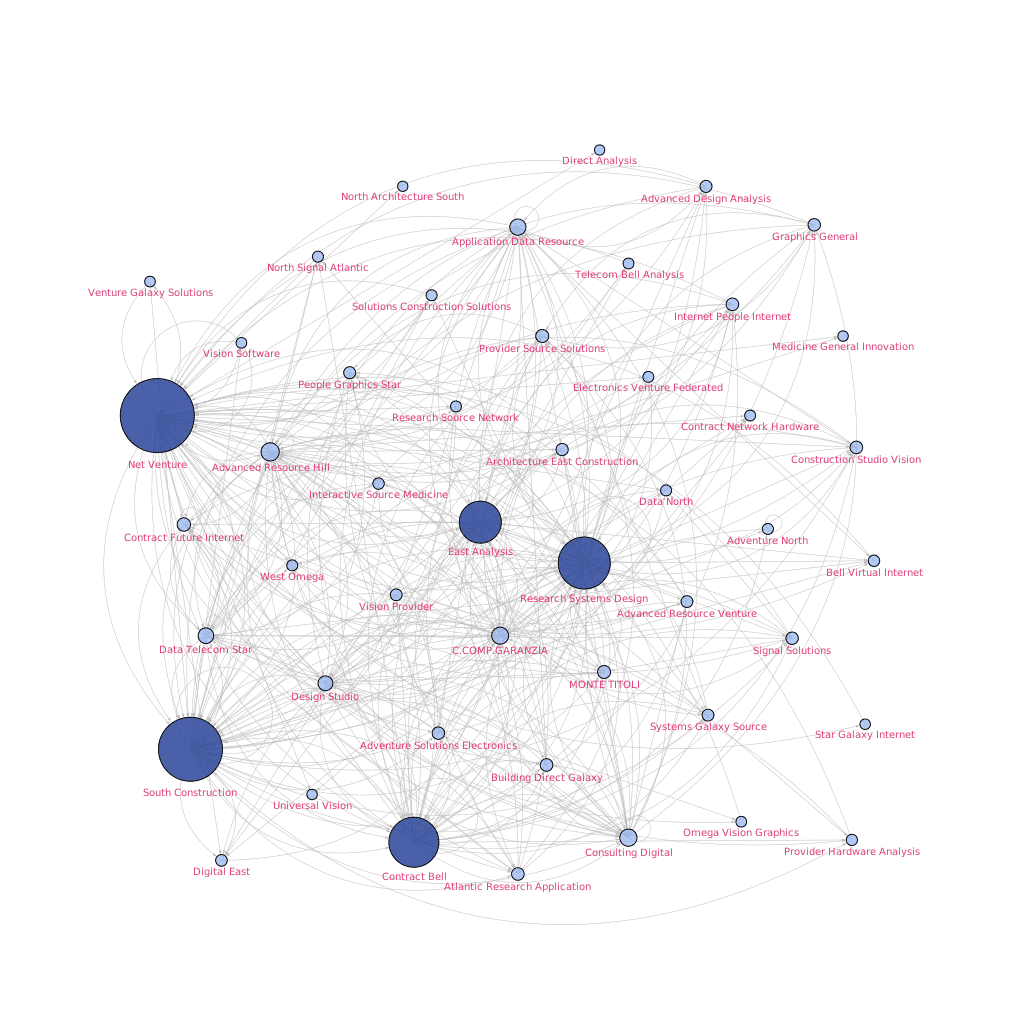 Direct Analysis
North Architecture South
Advanced Design Analysis
Graphics General
Application Data Resource
North Signal Atlantic
Telecom Bell Analysis
Venture Galaxy Solutions
Solutions Construction Solutions
Internet People Internet
Vision Software
Provider Source Solutions
Medicine General Innovation
People Graphics Star
Electronics Venture Federated
Research Source Network
Contract Network Hardware
Net Venture
Advanced Resource Hill
Architecture East Construction
Construction Studio Vision
Interactive Source Medicine
Data North
Contract Future Internet
East Analysis
Adventure North
West Omega
Bell Virtual Internet
Vision Provider
Research Systems Design
Advanced Resource Venture
Data Telecom Star
C.COMP.GARANZIA
Signal Solutions
Design Studio
MONTE TITOLI
Systems Galaxy Source
Star Galaxy Internet
Adventure Solutions Electronics
South Construction
Building Direct Galaxy
Universal Vision
Omega Vision Graphics
Consulting Digital
Provider Hardware Analysis
Digital East
Contract Bell
Atlantic Research Application